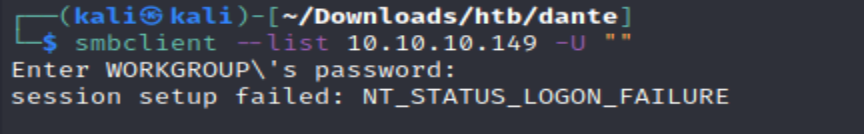 ┌──(kali㉿kali)-[~/Downloads/htb/dante]
└─$ smbclient --list 10.10.10.149 -U ""
Enter WORKGROUP\'s password:
session setup failed: NT_STATUS_LOGON_FAILURE